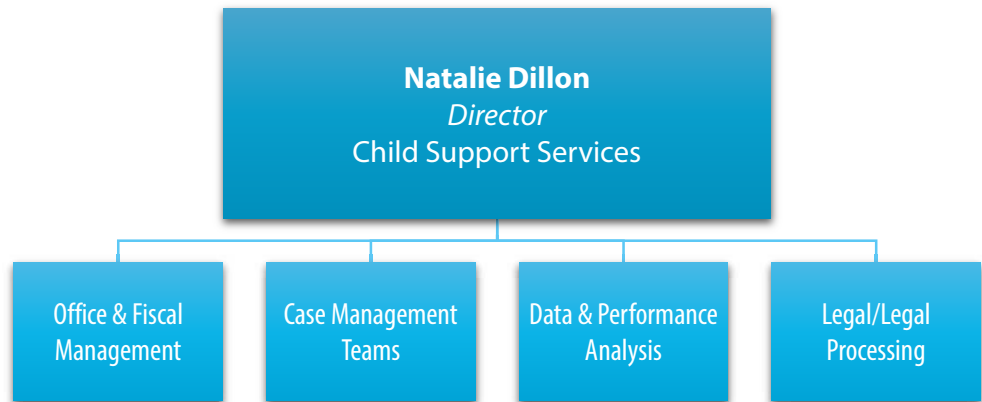 Natalie Dillon
Director
Child Support Services
Office & Fiscal
Management
Case Management
Teams
Data & Performance
Analysis
Legal/Legal
Processing